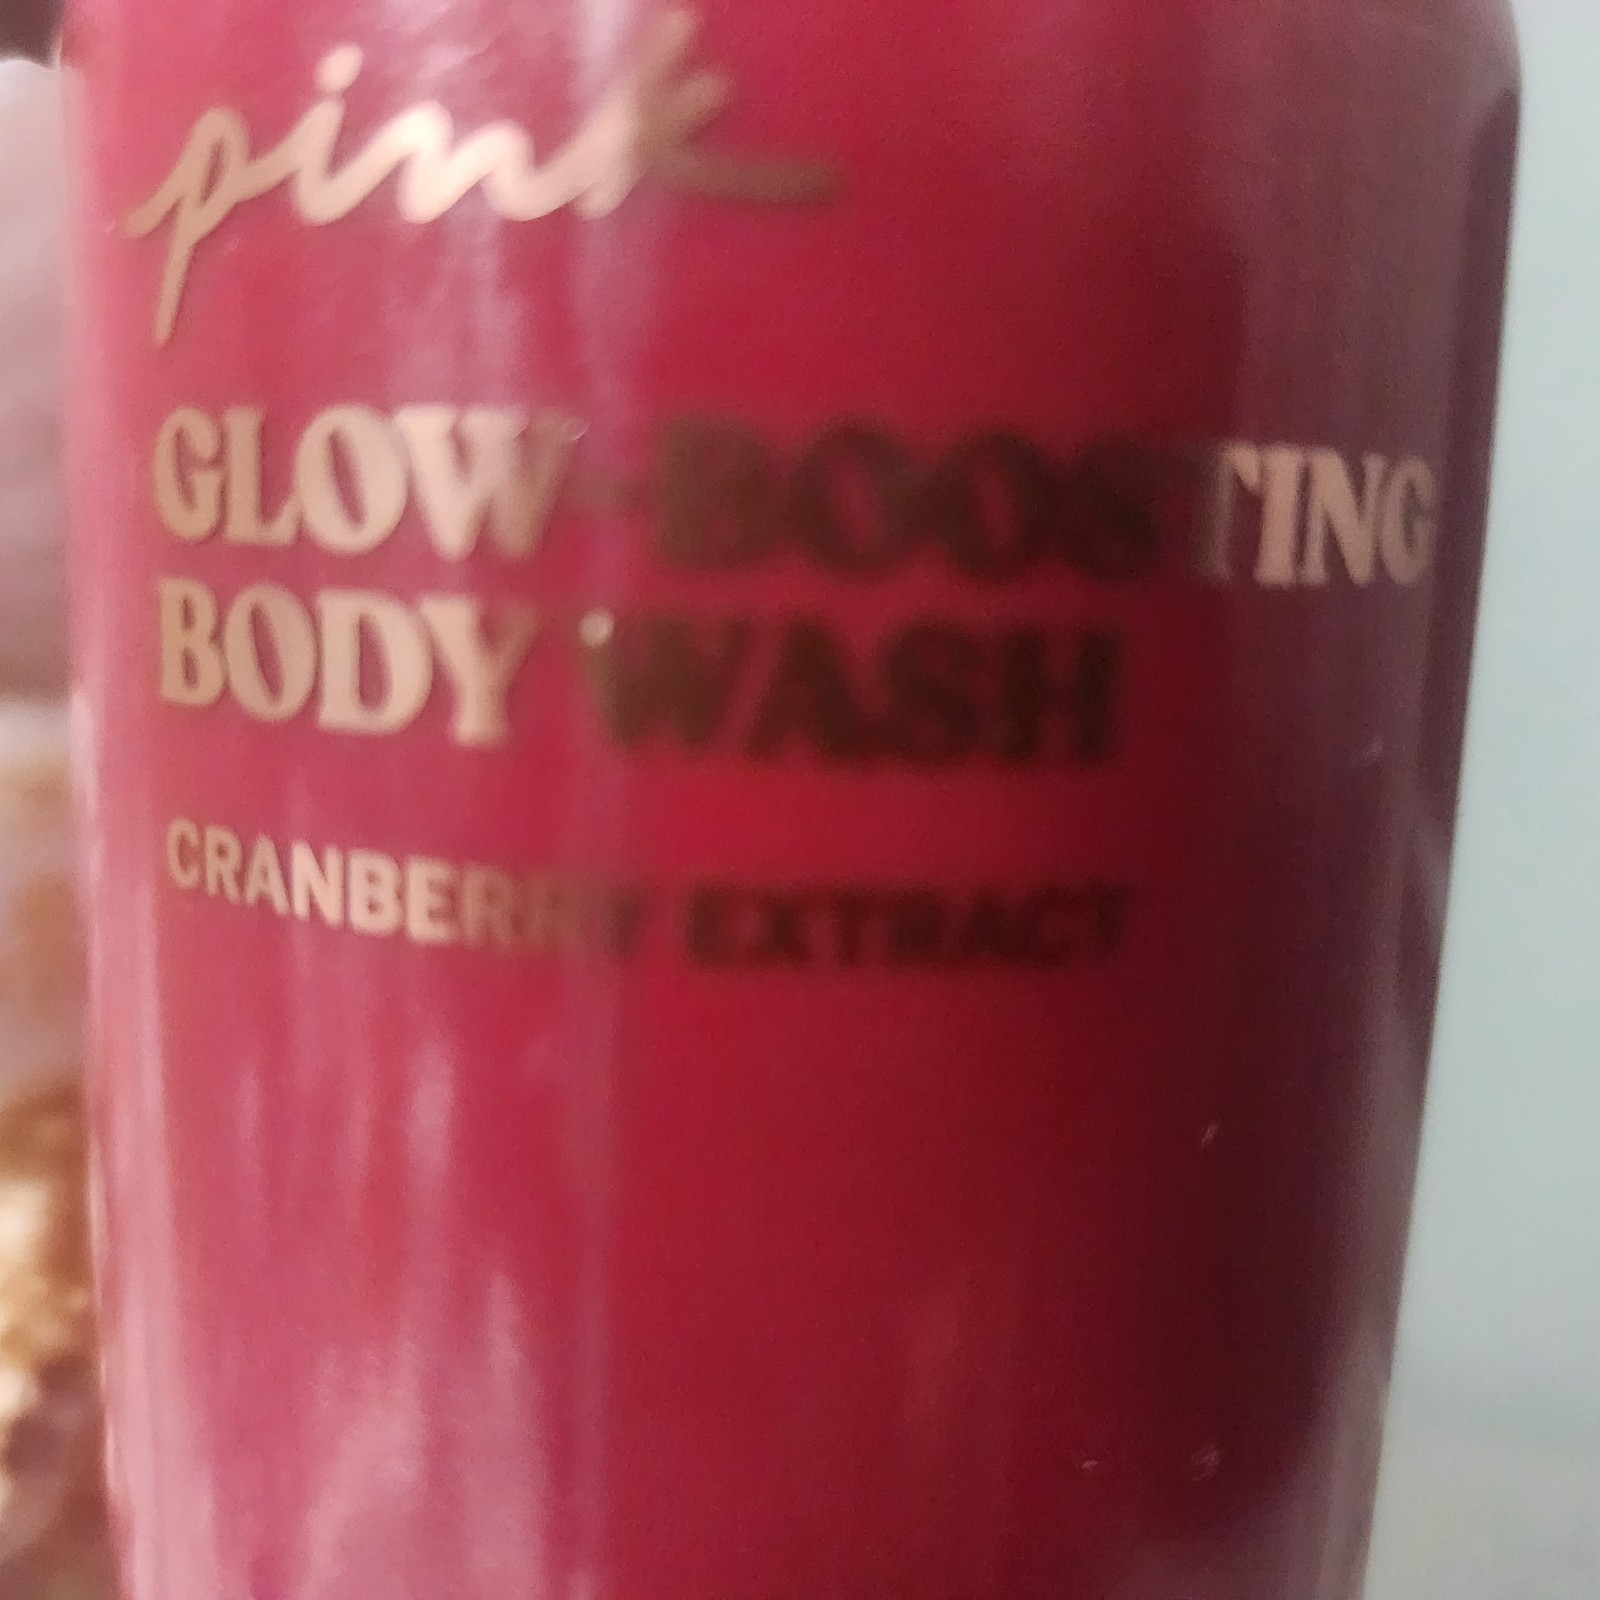 pink
GLOW-BOOSTING
BODY WASH
CRANBERRY EXTRACT